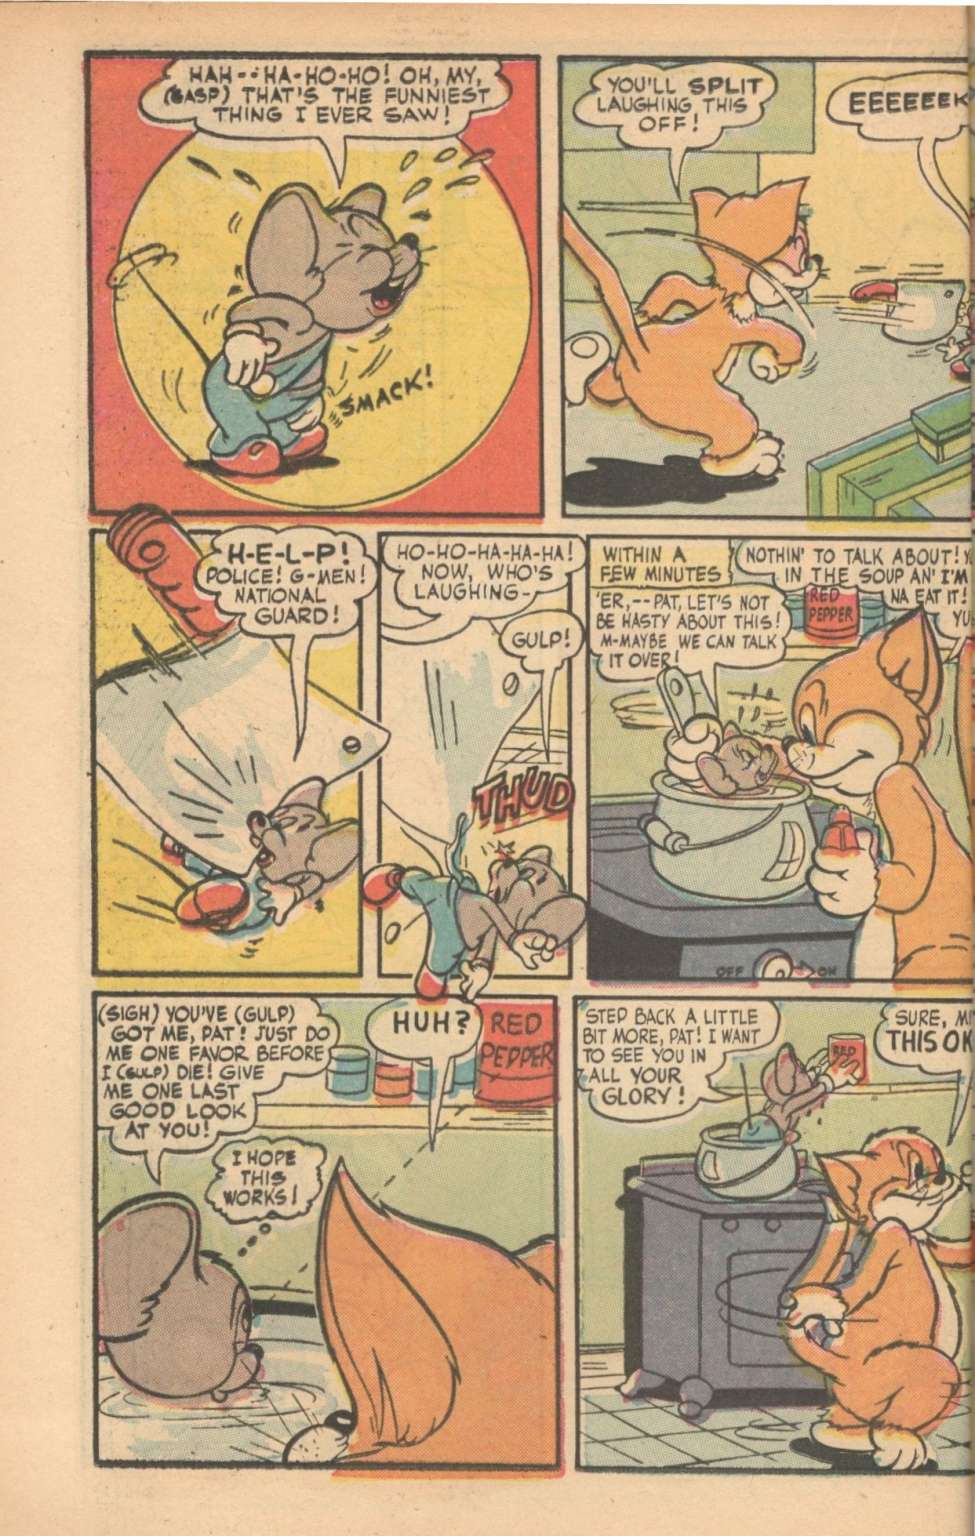 HAH--HA-HO-HO! OH, MY,
(GASP) THAT'S THE FUNNIEST
THING I EVER SAW!
SMACK!
YOU'LL SPLIT
LAUGHING THIS
OFF!
EEEEEEK
H-E-L-P!
POLICE! G-MEN!
NATIONAL
GUARD!
HO-HO-HA-HA-HA!
NOW, WHO'S
LAUGHING-
GULP!
THUD
WITHIN A
FEW MINUTES
'ER,--PAT, LET'S NOT
BE HASTY ABOUT THIS!
M-MAYBE WE CAN TALK
IT OVER!
NOTHIN' TO TALK ABOUT!
IN THE SOUP AN' I'M
NA EAT IT!
YU
RED
PEPPER
OFF
ON
(SIGH) YOU'VE (GULP)
GOT ME, PAT! JUST DO
ME ONE FAVOR BEFORE
I (GULP) DIE! GIVE
ME ONE LAST
GOOD LOOK
AT YOU!
I HOPE
THIS
WORKS!
HUH?
RED
PEPPER
STEP BACK A LITTLE
BIT MORE, PAT! I WANT
TO SEE YOU IN
ALL YOUR
GLORY!
RED
SURE, MI
THIS OK